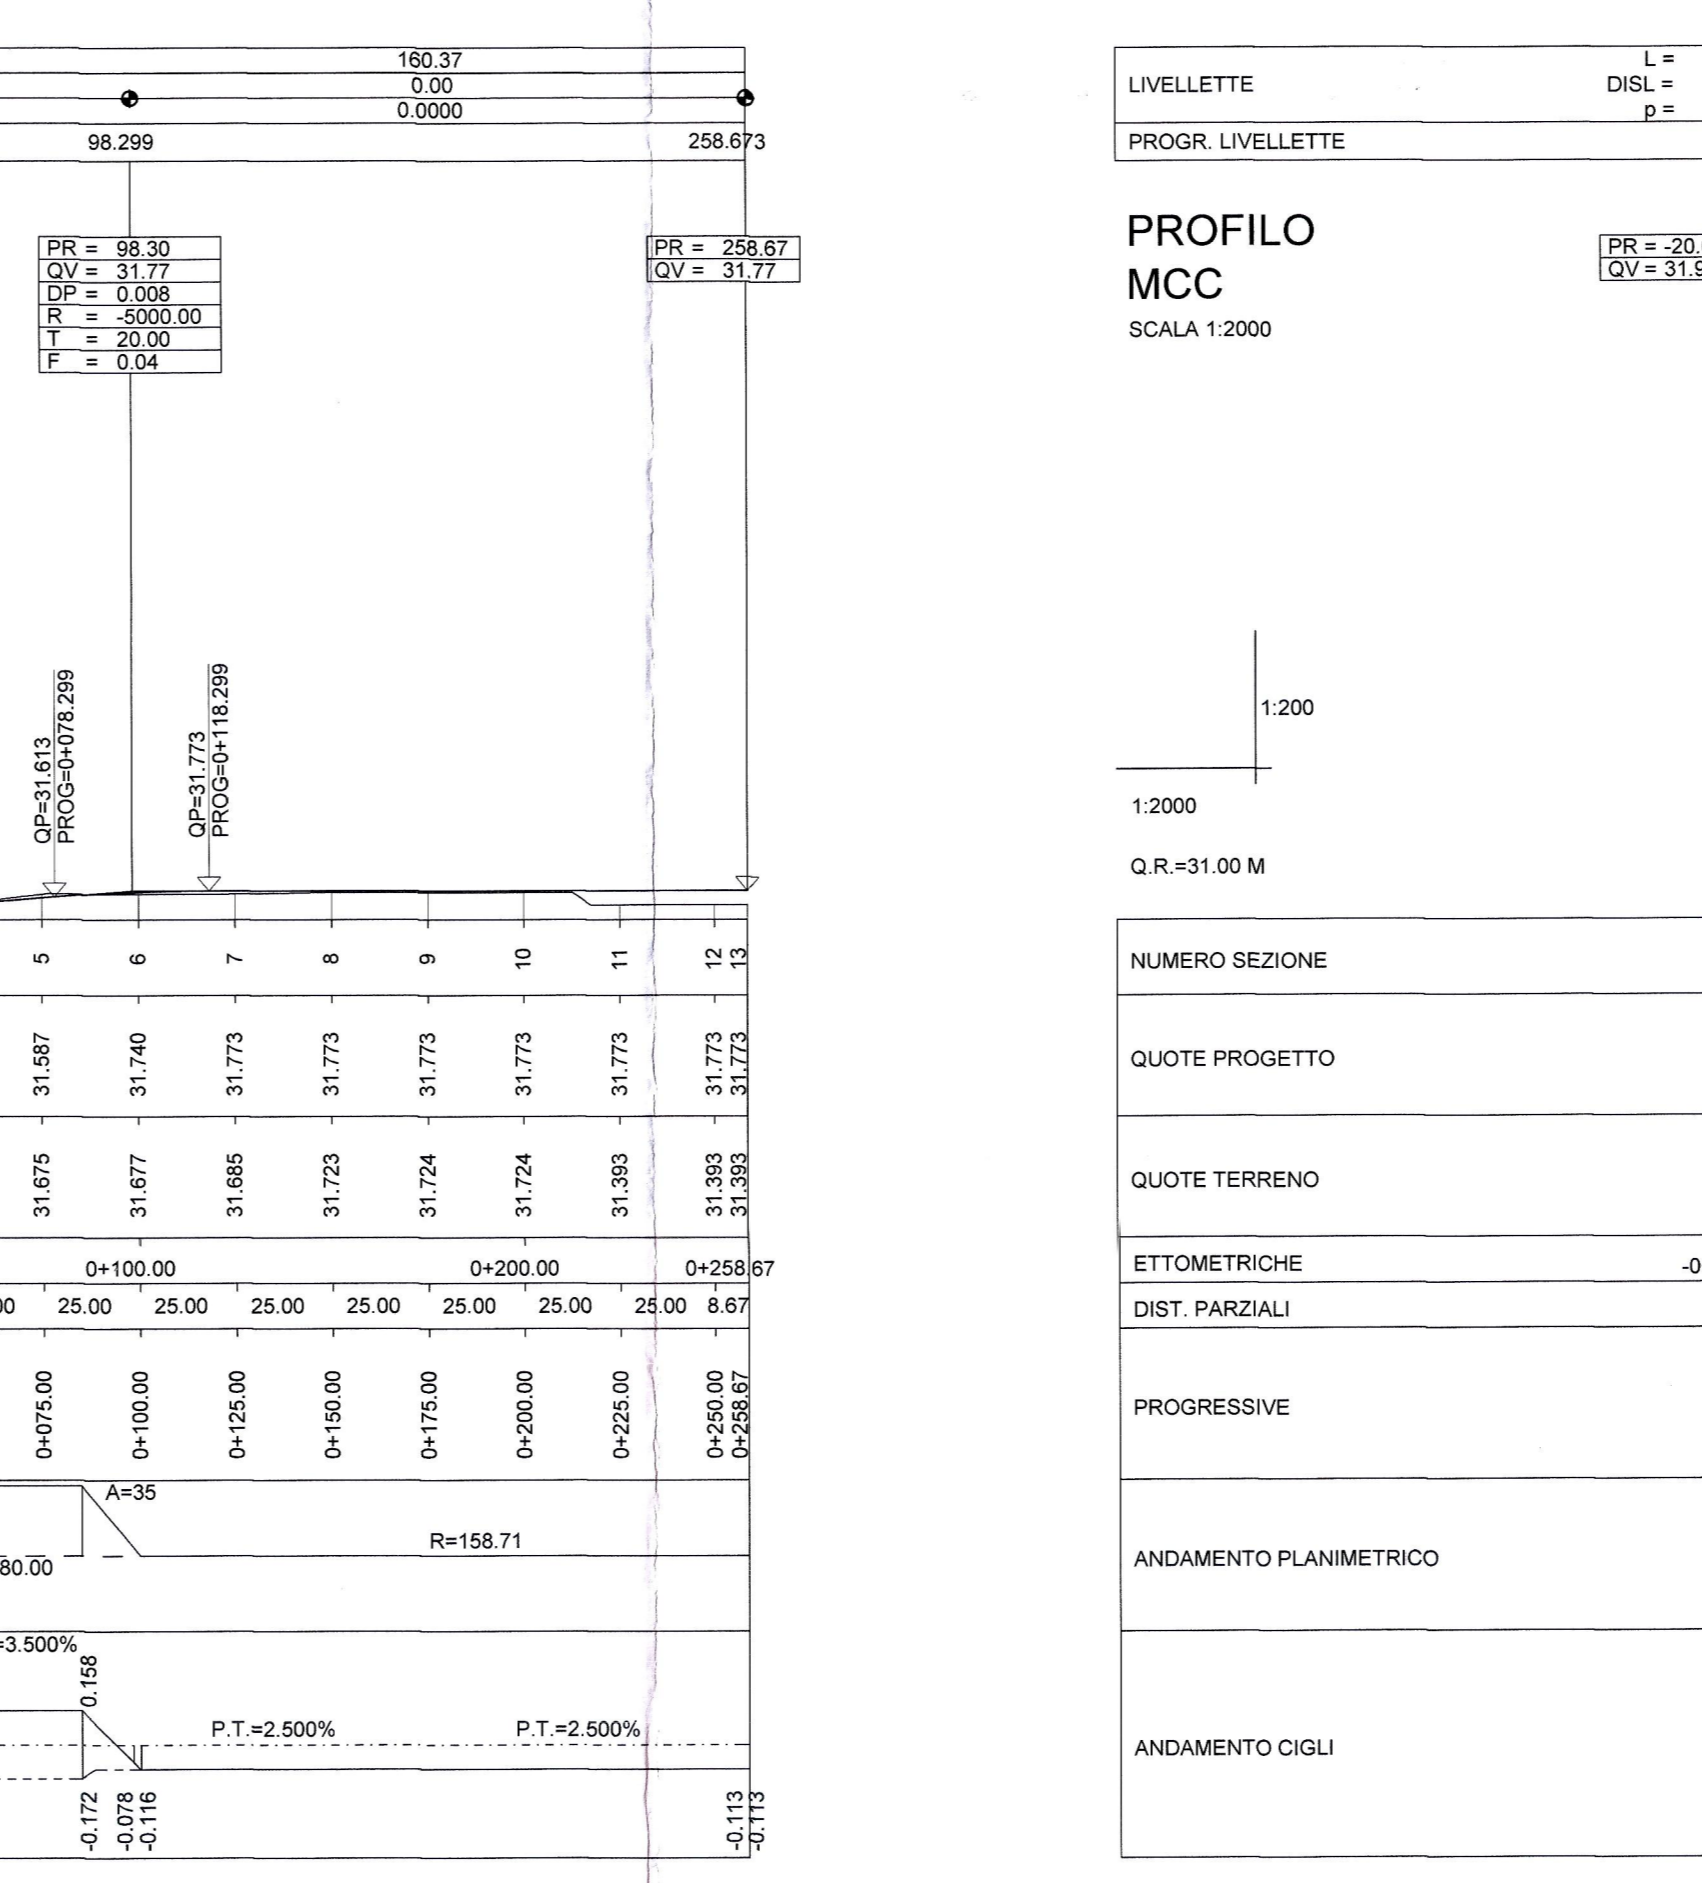 160.37
0.00
0.0000
98.299
258.673
PR = 98.30
QV = 31.77
DP = 0.008
R = -5000.00
T = 20.00
F = 0.04
PR = 258.67
QV = 31.77
QP=31.613
PROG=0+078.299
QP=31.773
PROG=0+118.299
5 6 7 8 9 10 11 12 13
31.587 31.740 31.773 31.773 31.773 31.773 31.773 31.773 31.773
31.675 31.677 31.685 31.723 31.724 31.724 31.393 31.393 31.393
0+100.00 0+200.00 0+258.67
25.00 25.00 25.00 25.00 25.00 25.00 25.00 8.67
0+075.00 0+100.00 0+125.00 0+150.00 0+175.00 0+200.00 0+225.00 0+250.00 0+258.67
A=35
R=158.71
80.00
=3.500%
0.158
P.T.=2.500% P.T.=2.500%
-0.172 -0.078 -0.116 -0.113 -0.113
LIVELLETTE
L =
DISL =
p =
PROGR. LIVELLETTE
PROFILO
MCC
SCALA 1:2000
PR = -20.
QV = 31.9
1:200
1:2000
Q.R.=31.00 M
NUMERO SEZIONE
QUOTE PROGETTO
QUOTE TERRENO
ETTOMETRICHE -0
DIST. PARZIALI
PROGRESSIVE
ANDAMENTO PLANIMETRICO
ANDAMENTO CIGLI